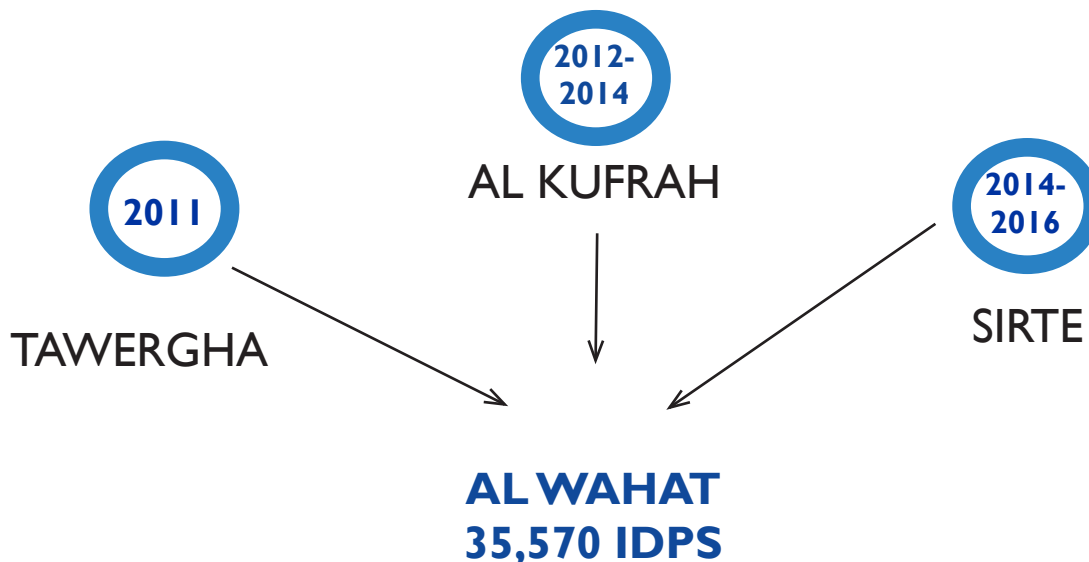 2011
TAWERGHA
2012-
2014
AL KUFRAH
2014-
2016
SIRTE
AL WAHAT
35,570 IDPS